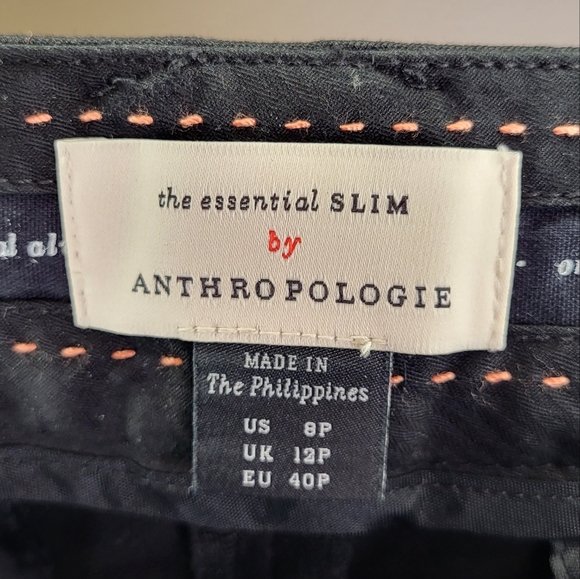 the essential SLIM
by
ANTHROPOLOGIE
MADE IN
The Philippines
US 8P
UK 12P
EU 40P